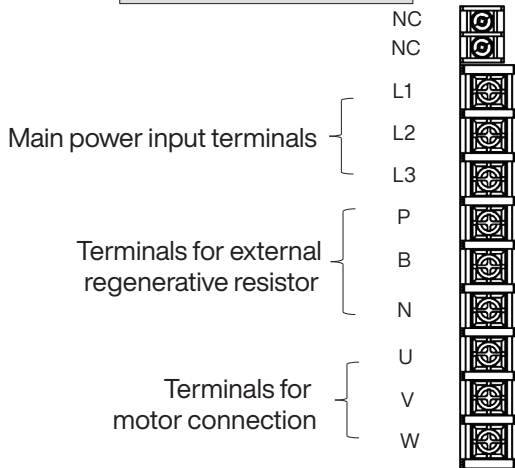 NC
NC
L1
Main power input terminals
L2
L3
P
Terminals for external
regenerative resistor
B
N
U
Terminals for
motor connection
V
W